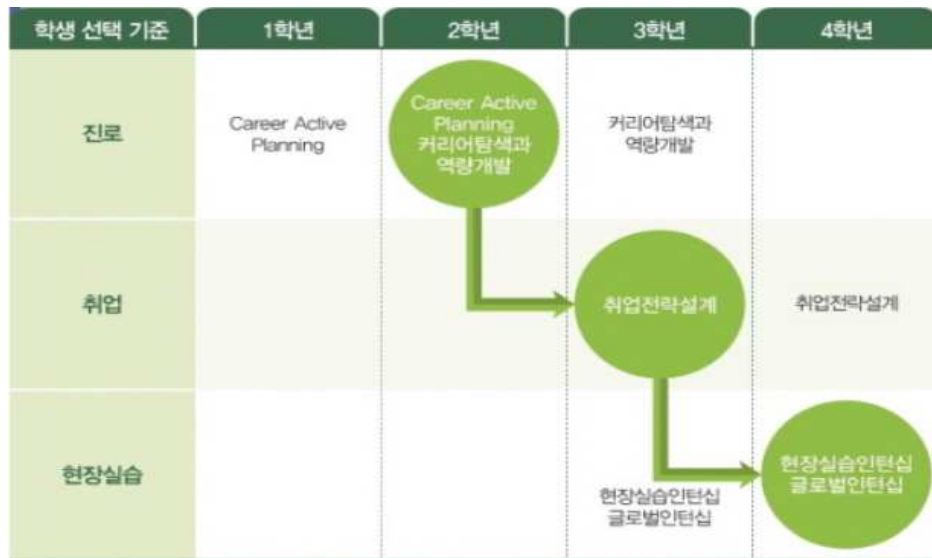 학생 선택 기준
1학년
2학년
3학년
4학년
진로
Career Active
Planning
Career Active
Planning
커리어탐색과
역량개발
커리어탐색과
역량개발
취업
취업전략설계
취업전략설계
현장실습
현장실습인턴십
글로벌인턴십
현장실습인턴십
글로벌인턴십